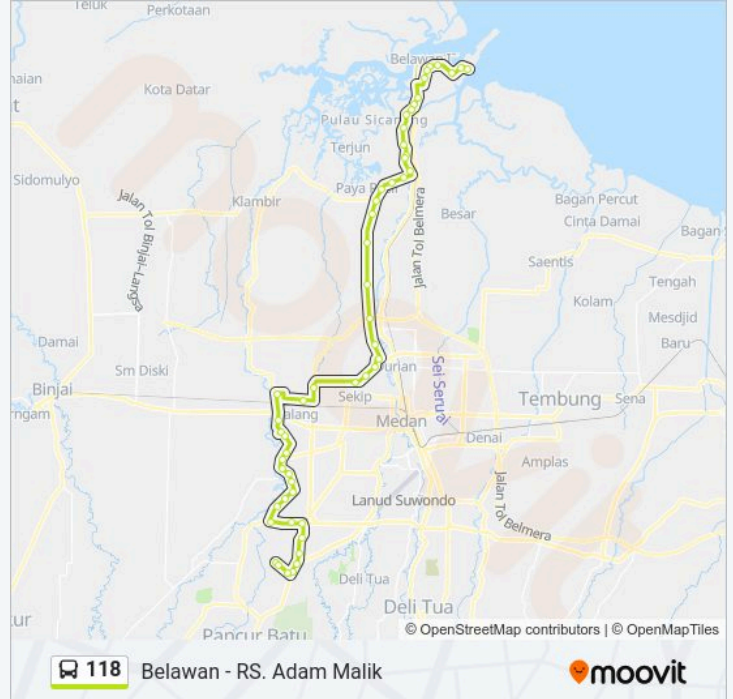 Teluk
Perkotaan
Belawan
Kota Datar
Pulau Sicanang
Terjun
Sidomulyo
Klambir
Paya
Jalan Tol Binjai-Langsa
Jalan Tol Belmera
Besar
Bagan Percut
Cinta Damai
Bagan
Saentis
Tengah
Kolam
Mesdjid
Baru
Damai
Sm Diski
Sei Seruai
Binjai
Sekip
Tembung
Sena
Medan
Denai
Amplas
Lanud Suwondo
Jalan Tol Belmera
Deli Tua
Deli Tua
Pancur Batu
© OpenStreetMap contributors | © OpenMapTiles
118 Belawan - RS. Adam Malik
moovit